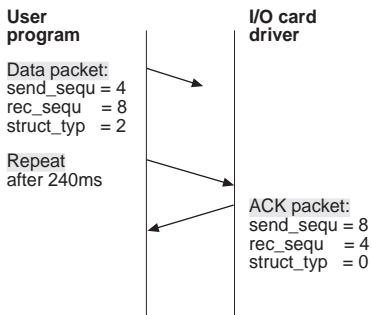 User
program
I/O card
driver
Data packet:
send_sequ = 4
rec_sequ = 8
struct_typ = 2
Repeat
after 240ms
ACK packet:
send_sequ = 8
rec_sequ = 4
struct_typ = 0